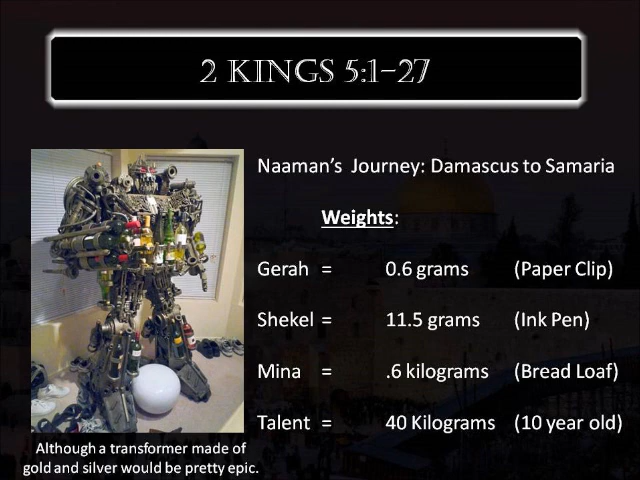 2 KINGS 5:1-27
Naaman's Journey: Damascus to Samaria
Weights:
Gerah = 0.6 grams (Paper Clip)
Shekel = 11.5 grams (Ink Pen)
Mina = .6 kilograms (Bread Loaf)
Talent = 40 Kilograms (10 year old)
Although a transformer made of
gold and silver would be pretty epic.